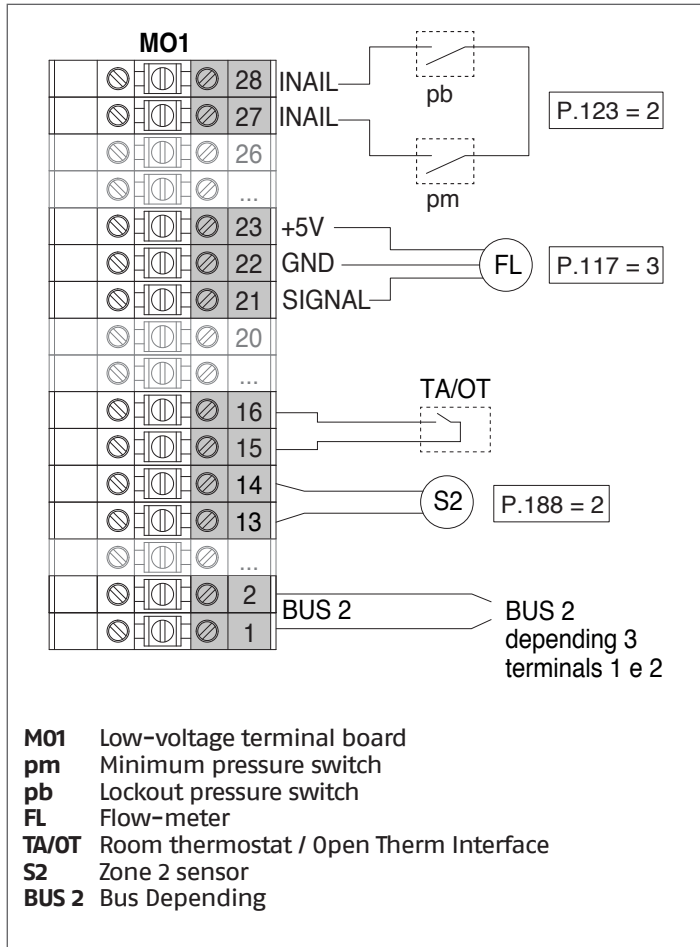 MO1
28 INAIL
pb
27 INAIL
P.123 = 2
26
...
pm
23 +5V
22 GND
FL
P.117 = 3
21 SIGNAL
20
...
TA/OT
16
15
14
S2
P.188 = 2
13
...
2
BUS 2
1
BUS 2
depending 3
terminals 1 e 2
M01 Low-voltage terminal board
pm Minimum pressure switch
pb Lockout pressure switch
FL Flow-meter
TA/OT Room thermostat / Open Therm Interface
S2 Zone 2 sensor
BUS 2 Bus Depending